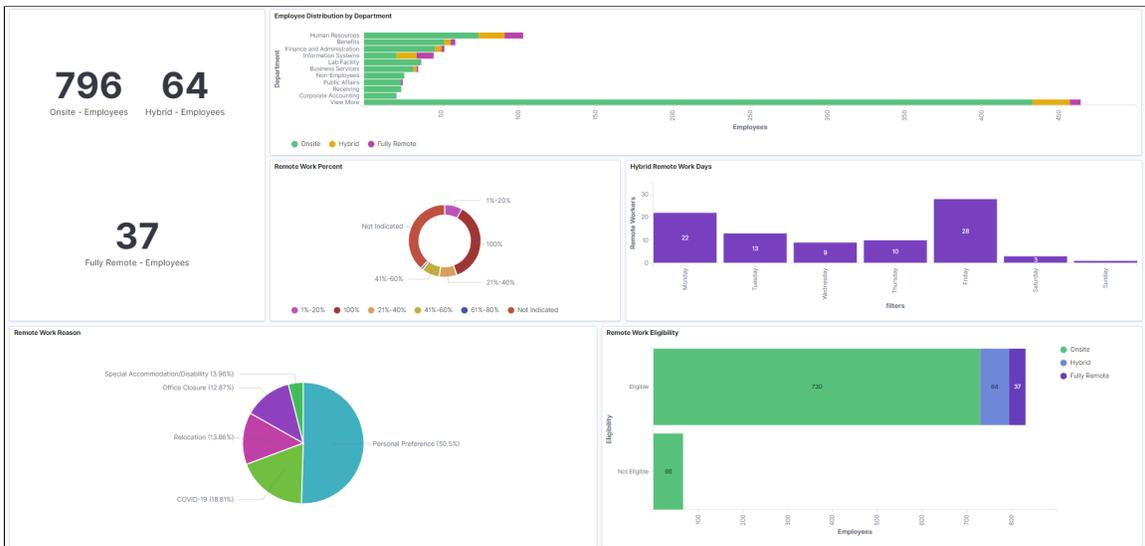 796
64
Onsite - Employees
Hybrid - Employees
37
Fully Remote - Employees
Employee Distribution by Department
Department
Human Resources
Benefits
Finance and Administration
Information Systems
Lab Facility
Business Services
Non-Employees
Public Affairs
Receiving
Corporate Accounting
View More
50
100
150
200
250
300
350
400
450
Employees
Onsite
Hybrid
Fully Remote
Remote Work Percent
1%-20%
Not Indicated
100%
41%-60%
21%-40%
1%-20%
100%
21%-40%
41%-60%
61%-80%
Not Indicated
Hybrid Remote Work Days
Remote Workers
30
20
10
0
22
13
9
10
28
3
Monday
Tuesday
Wednesday
Thursday
Friday
Saturday
Sunday
filters
Remote Work Reason
Special Accommodation/Disability (3.96%)
Office Closure (12.87%)
Relocation (13.86%)
Personal Preference (50.5%)
COVID-19 (18.81%)
Remote Work Eligibility
Onsite
Hybrid
Fully Remote
Eligibility
Eligible
730
64
37
Not Eligible
66
100
200
300
400
500
600
700
800
Employees